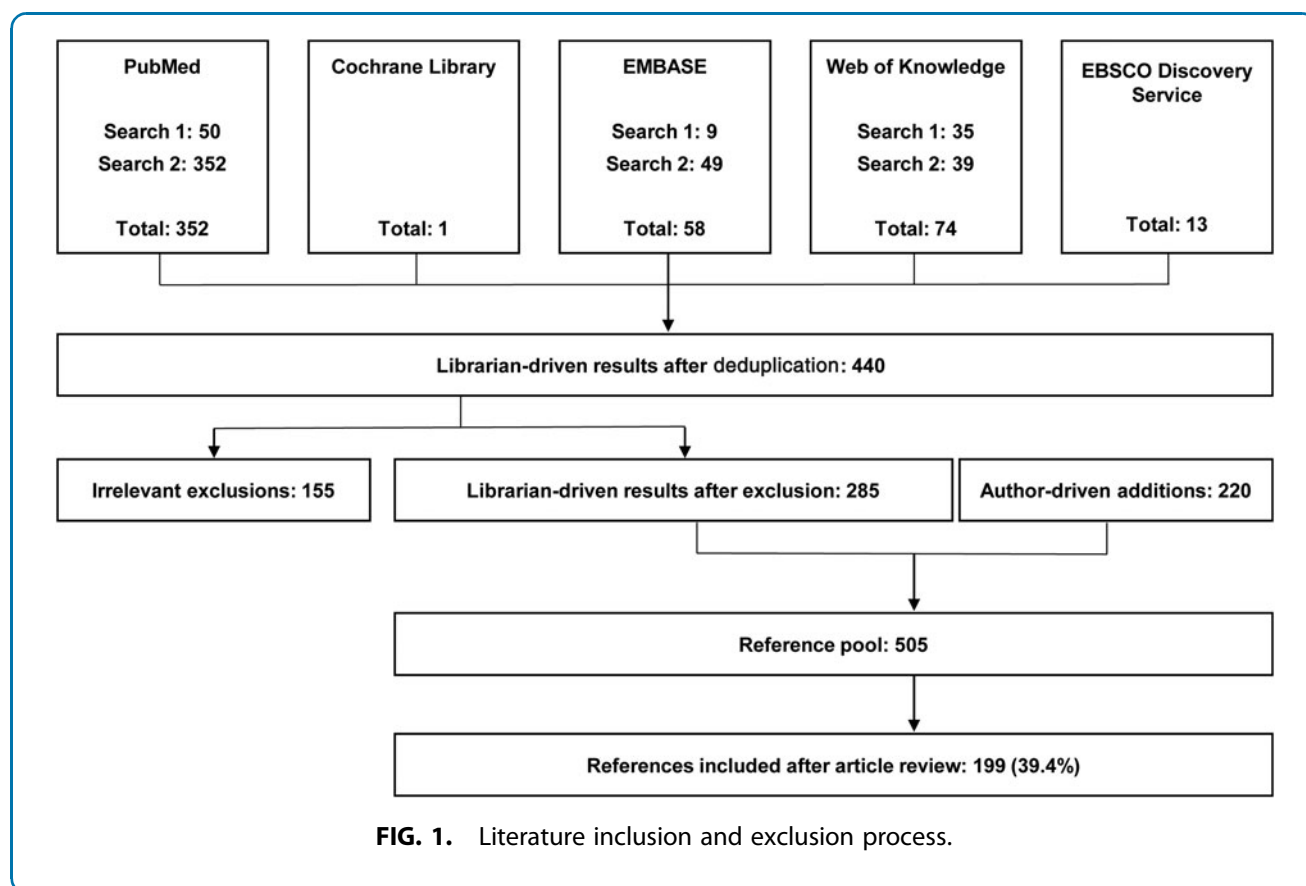 PubMed
Search 1: 50
Search 2: 352
Total: 352
Cochrane Library
Total: 1
EMBASE
Search 1: 9
Search 2: 49
Total: 58
Web of Knowledge
Search 1: 35
Search 2: 39
Total: 74
EBSCO Discovery
Service
Total: 13
Librarian-driven results after deduplication: 440
Irrelevant exclusions: 155
Librarian-driven results after exclusion: 285
Author-driven additions: 220
Reference pool: 505
References included after article review: 199 (39.4%)
FIG. 1. Literature inclusion and exclusion process.